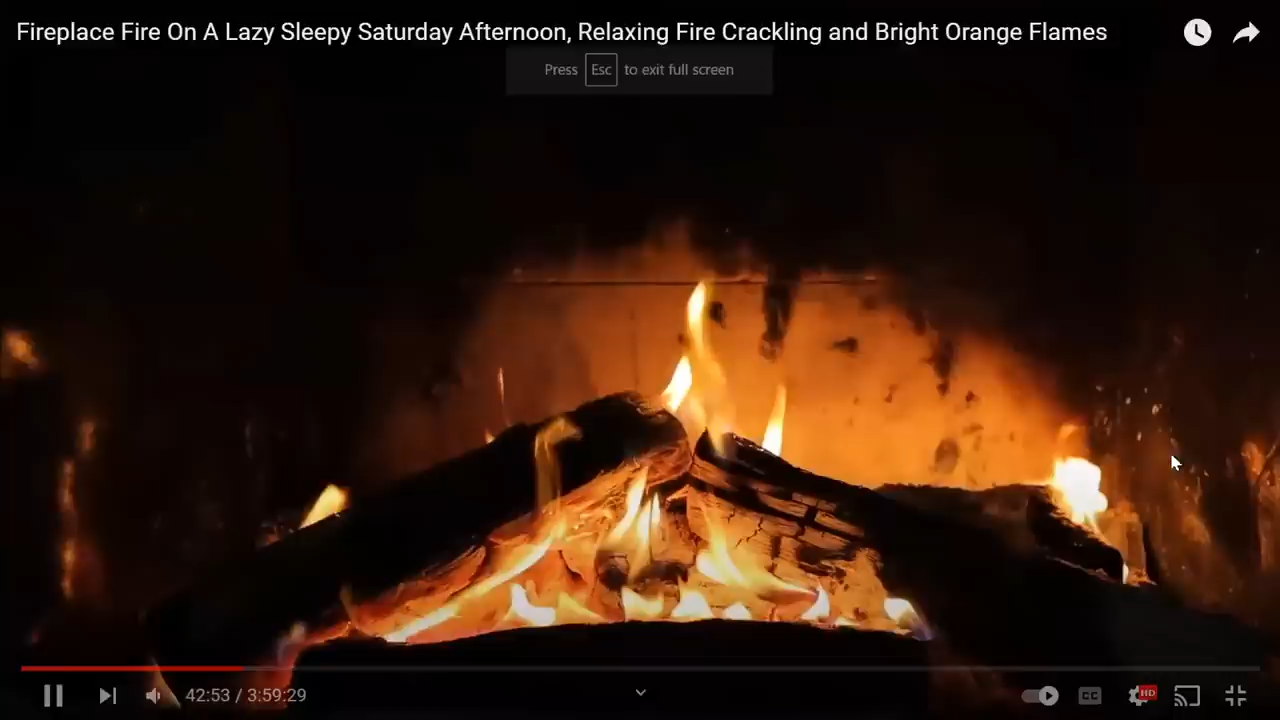 Fireplace Fire On A Lazy Sleepy Saturday Afternoon, Relaxing Fire Crackling and Bright Orange Flames
Press Esc to exit full screen
42:53 / 3:59:29
CC
HD